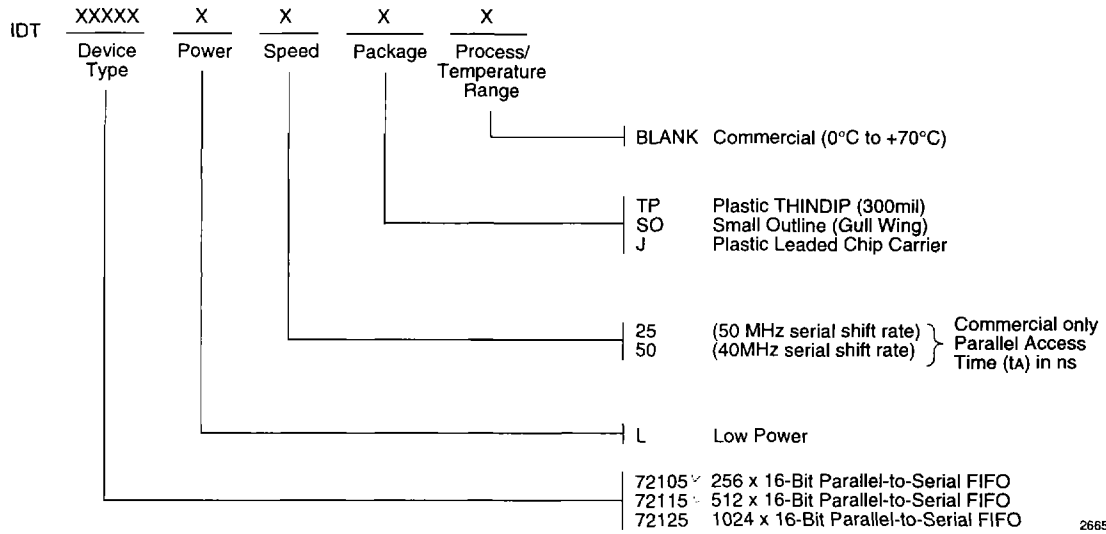 IDT XXXXX X X X X
Device Type Power Speed Package Process/ Temperature Range
BLANK Commercial (0°C to +70°C)
TP Plastic THINDIP (300mil)
SO Small Outline (Gull Wing)
J Plastic Leaded Chip Carrier
25 (50 MHz serial shift rate)
50 (40MHz serial shift rate)
Commercial only
Parallel Access
Time (tA) in ns
L Low Power
72105 256 x 16-Bit Parallel-to-Serial FIFO
72115 512 x 16-Bit Parallel-to-Serial FIFO
72125 1024 x 16-Bit Parallel-to-Serial FIFO
2665